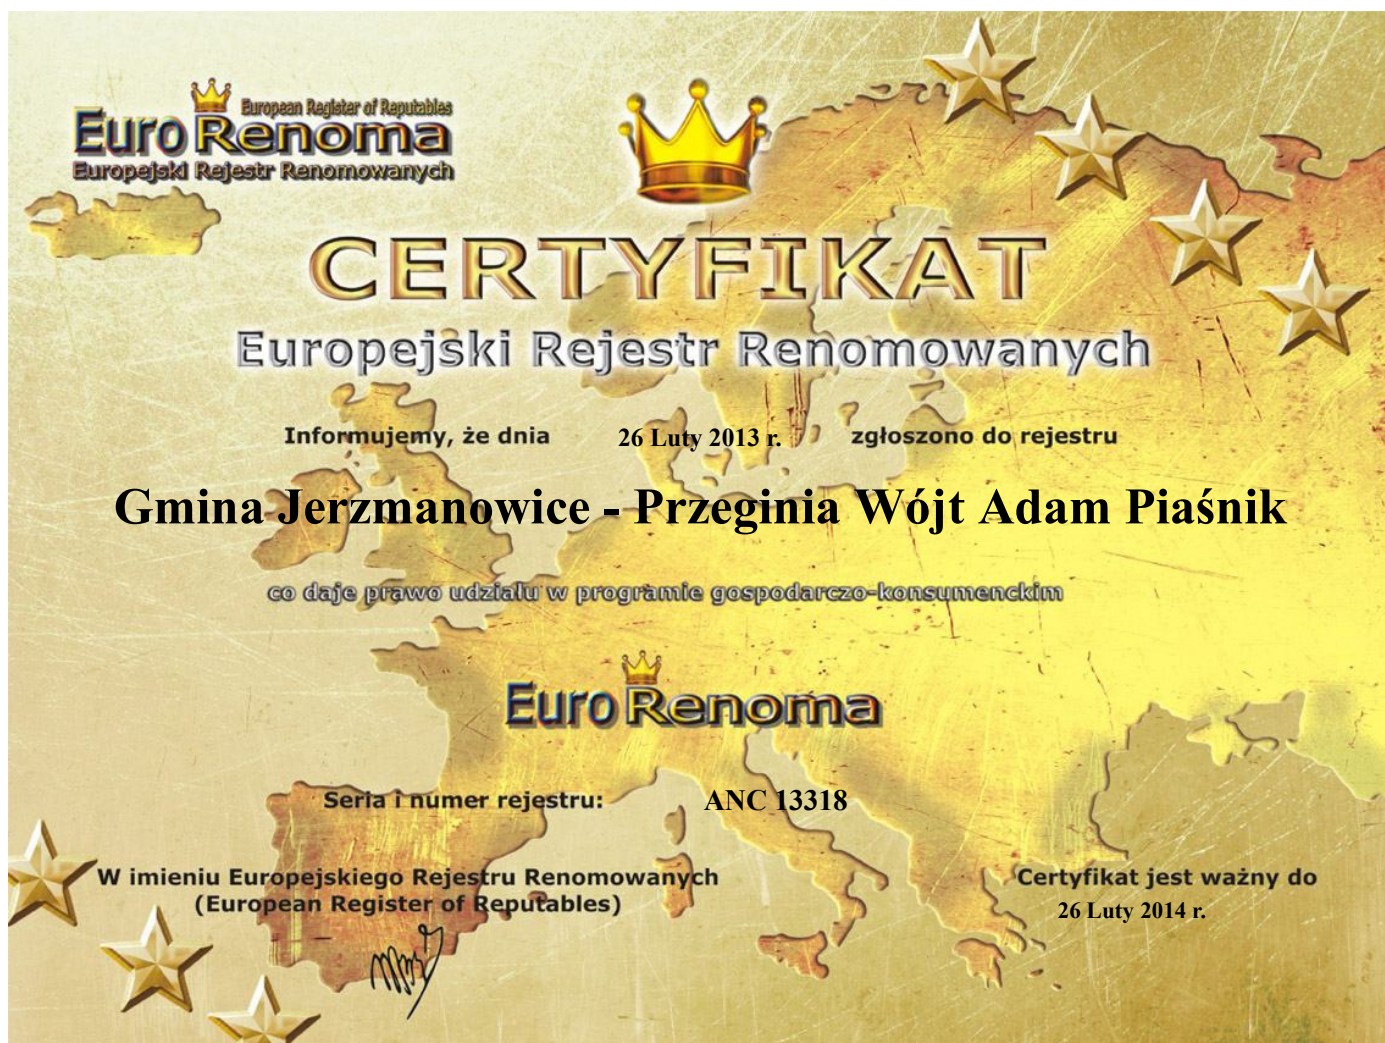 European Register of Reputables
Euro Renoma
Europejski Rejestr Renomowanych
CERTYFIKAT
Europejski Rejestr Renomowanych
Informujemy, że dnia 26 Luty 2013 r. zgłoszono do rejestru
Gmina Jerzmanowice - Przeginia Wójt Adam Piaśnik
co daje prawo udziału w programie gospodarczo-konsumenckim
Euro Renoma
Seria i numer rejestru: ANC 13318
W imieniu Europejskiego Rejestru Renomowanych
(European Register of Reputables)
Certyfikat jest ważny do
26 Luty 2014 r.